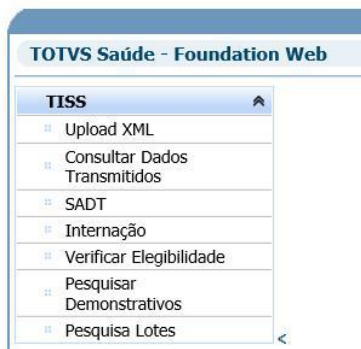 TOTVS Saúde - Foundation Web
TISS
Upload XML
Consultar Dados
Transmitidos
SADT
Internação
Verificar Elegibilidade
Pesquisar
Demonstrativos
Pesquisa Lotes
<